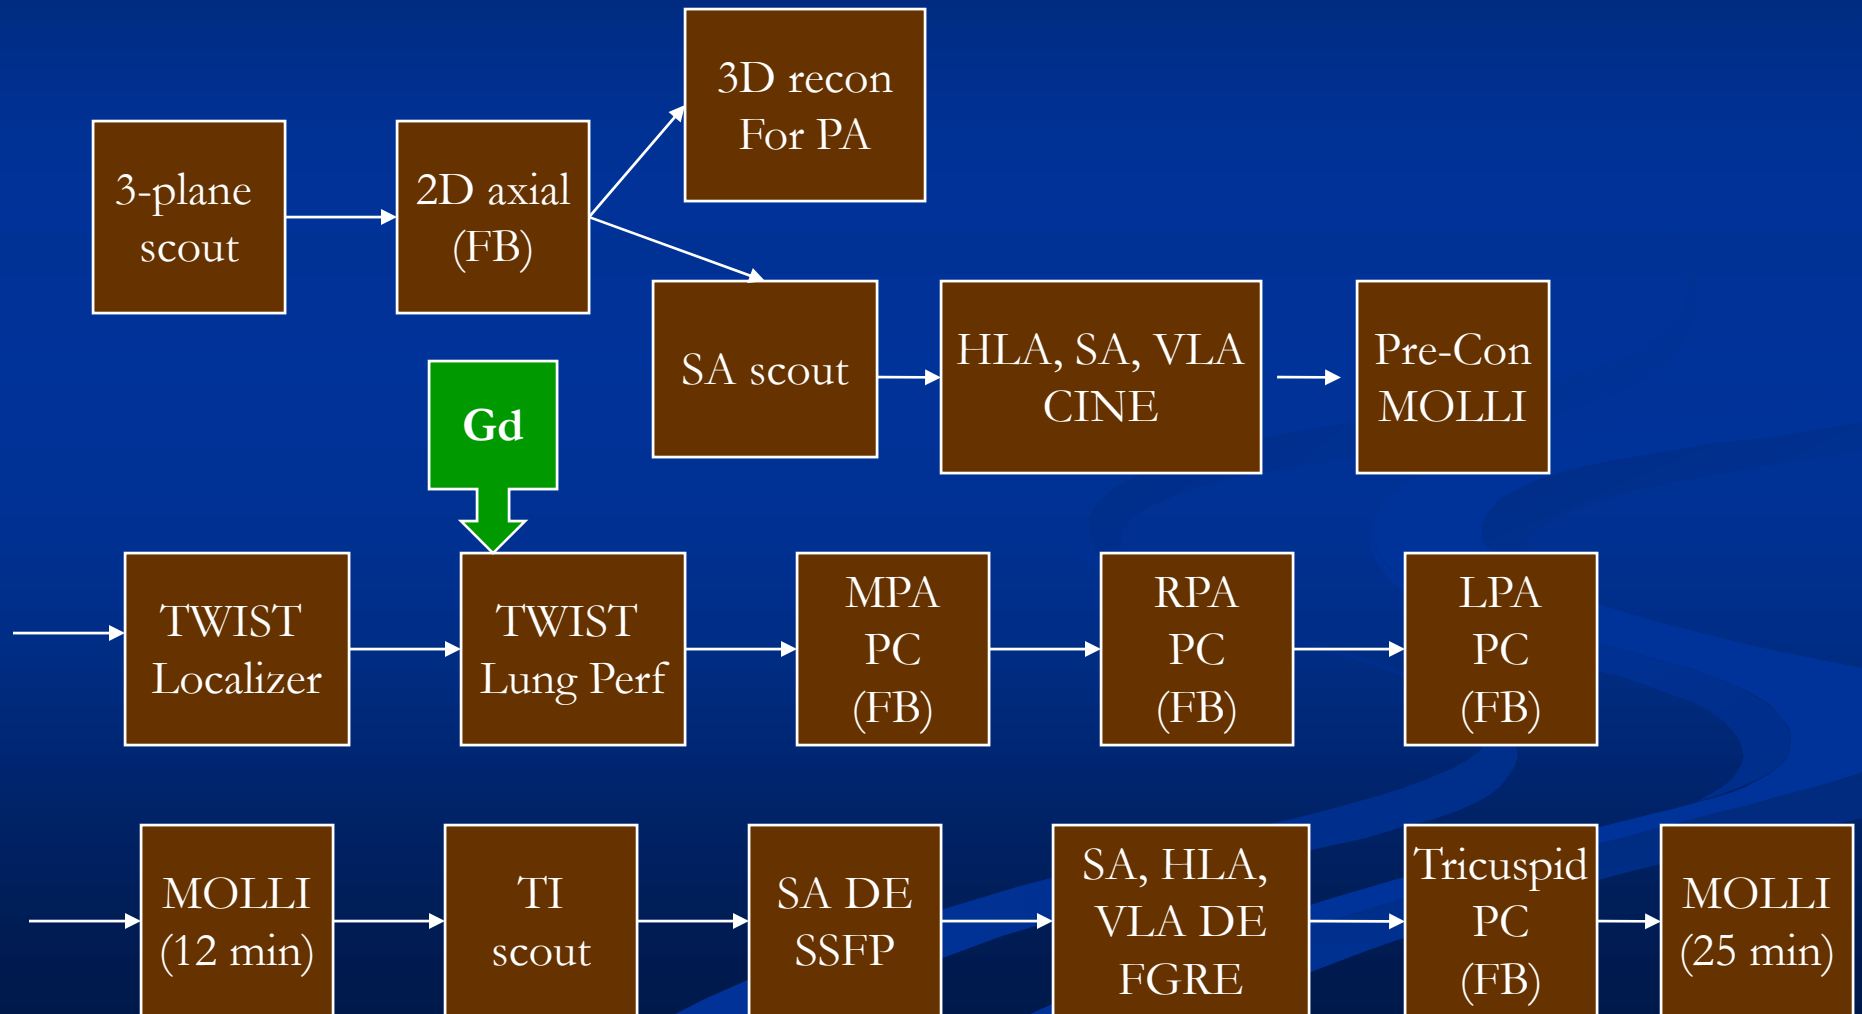 3D recon
For PA
3-plane
scout
2D axial
(FB)
SA scout
HLA, SA, VLA
CINE
Pre-Con
MOLLI
Gd
TWIST
Localizer
TWIST
Lung Perf
MPA
PC
(FB)
RPA
PC
(FB)
LPA
PC
(FB)
MOLLI
(12 min)
TI
scout
SA DE
SSFP
SA, HLA,
VLA DE
FGRE
Tricuspid
PC
(FB)
MOLLI
(25 min)